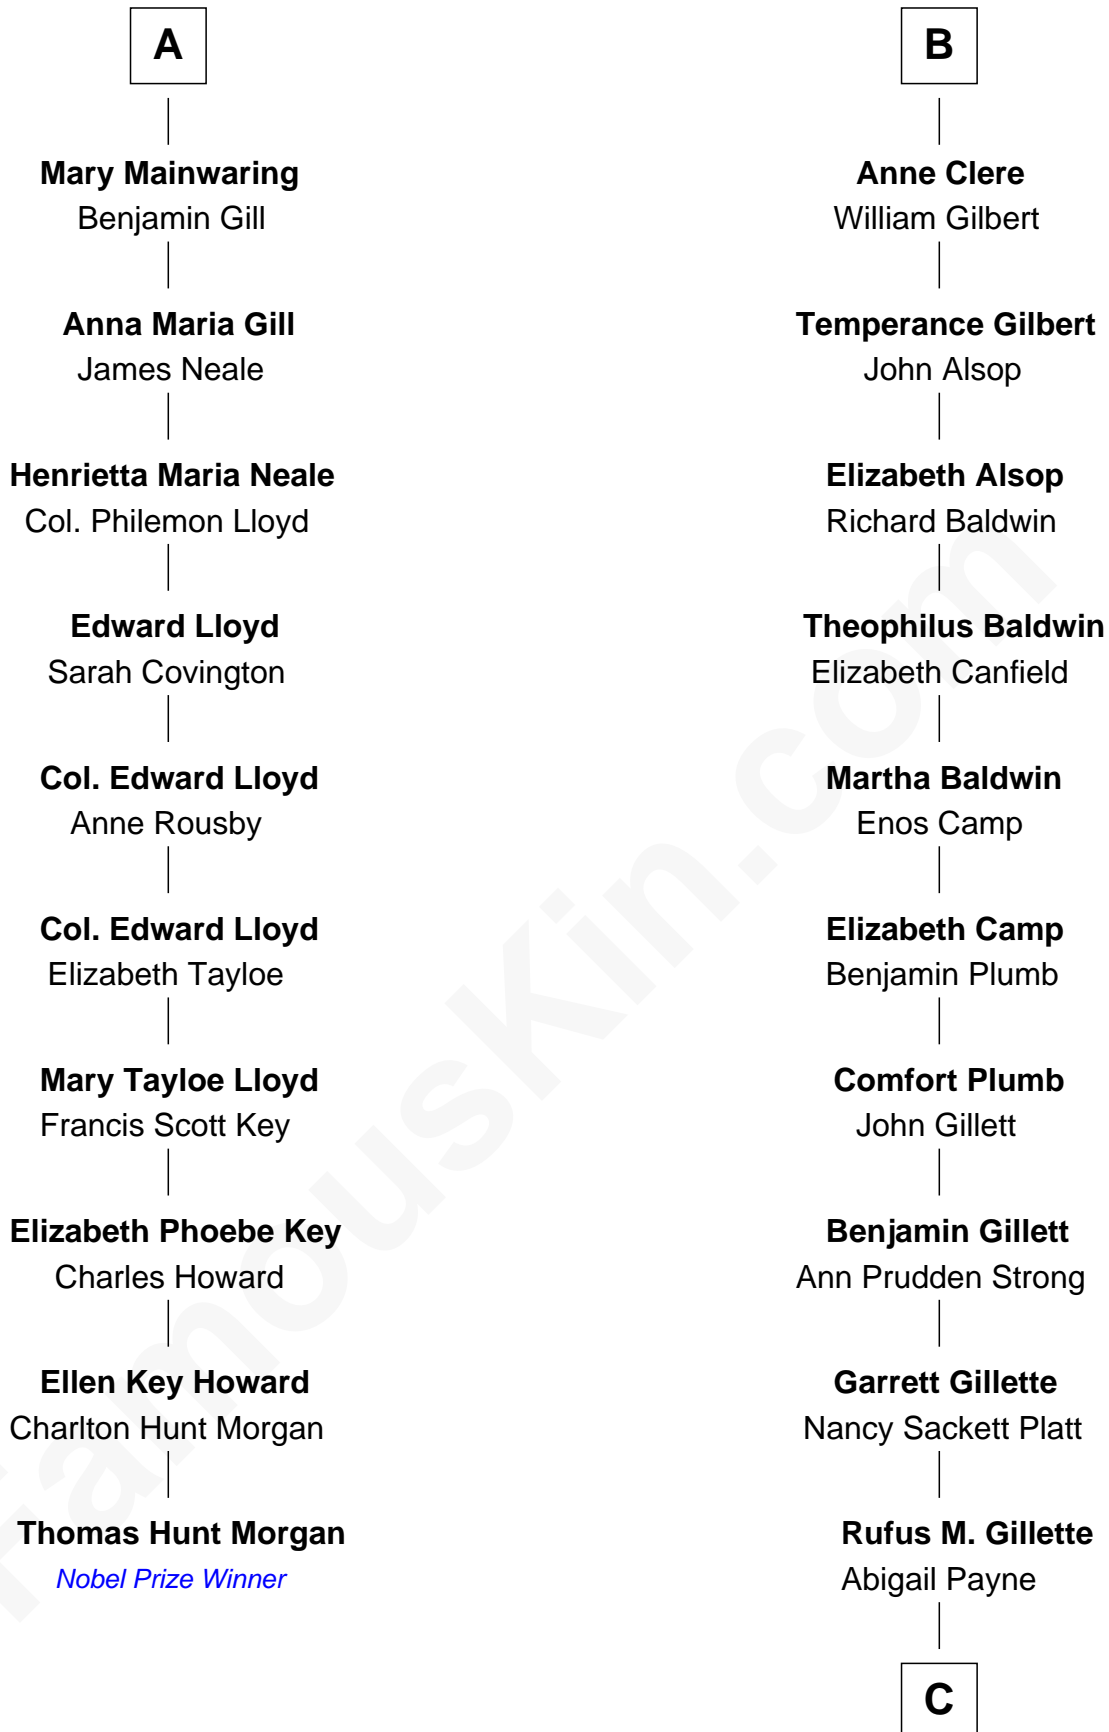 A
Mary Mainwaring
Benjamin Gill
Anna Maria Gill
James Neale
Henrietta Maria Neale
Col. Philemon Lloyd
Edward Lloyd
Sarah Covington
Col. Edward Lloyd
Anne Rousby
Col. Edward Lloyd
Elizabeth Tayloe
Mary Tayloe Lloyd
Francis Scott Key
Elizabeth Phoebe Key
Charles Howard
Ellen Key Howard
Charlton Hunt Morgan
Thomas Hunt Morgan
Nobel Prize Winner
B
Anne Clere
William Gilbert
Temperance Gilbert
John Alsop
Elizabeth Alsop
Richard Baldwin
Theophilus Baldwin
Elizabeth Canfield
Martha Baldwin
Enos Camp
Elizabeth Camp
Benjamin Plumb
Comfort Plumb
John Gillett
Benjamin Gillett
Ann Prudden Strong
Garrett Gillette
Nancy Sackett Platt
Rufus M. Gillette
Abigail Payne
C
FamousKin.com